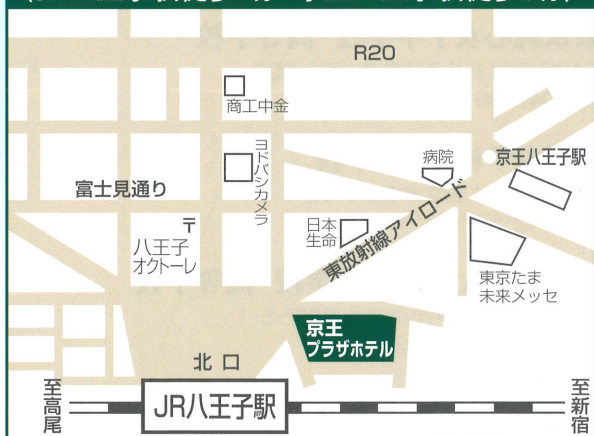 R20
商工中金
ヨドバシカメラ
病院
京王八王子駅
富士見通り
〒
八王子
オクトーレ
日本
生命
東放射線アイロード
東京たま
未来メッセ
京王
プラザホテル
北口
至高尾
JR八王子駅
至新宿